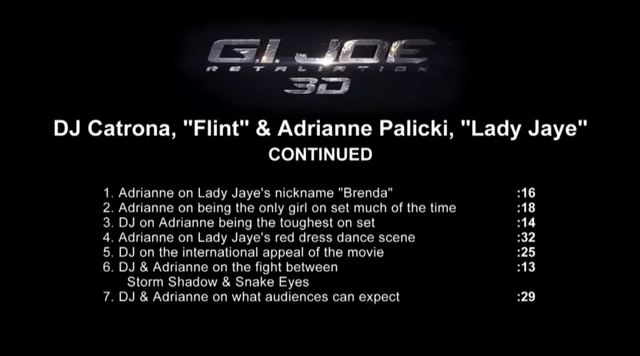 G.I. JOE
RETALIATION
3D
DJ Catrona, "Flint" & Adrianne Palicki, "Lady Jaye"
CONTINUED
1. Adrianne on Lady Jaye's nickname "Brenda" :16
2. Adrianne on being the only girl on set much of the time :18
3. DJ on Adrianne being the toughest on set :14
4. Adrianne on Lady Jaye's red dress dance scene :32
5. DJ on the international appeal of the movie :25
6. DJ & Adrianne on the fight between :13
Storm Shadow & Snake Eyes
7. DJ & Adrianne on what audiences can expect :29